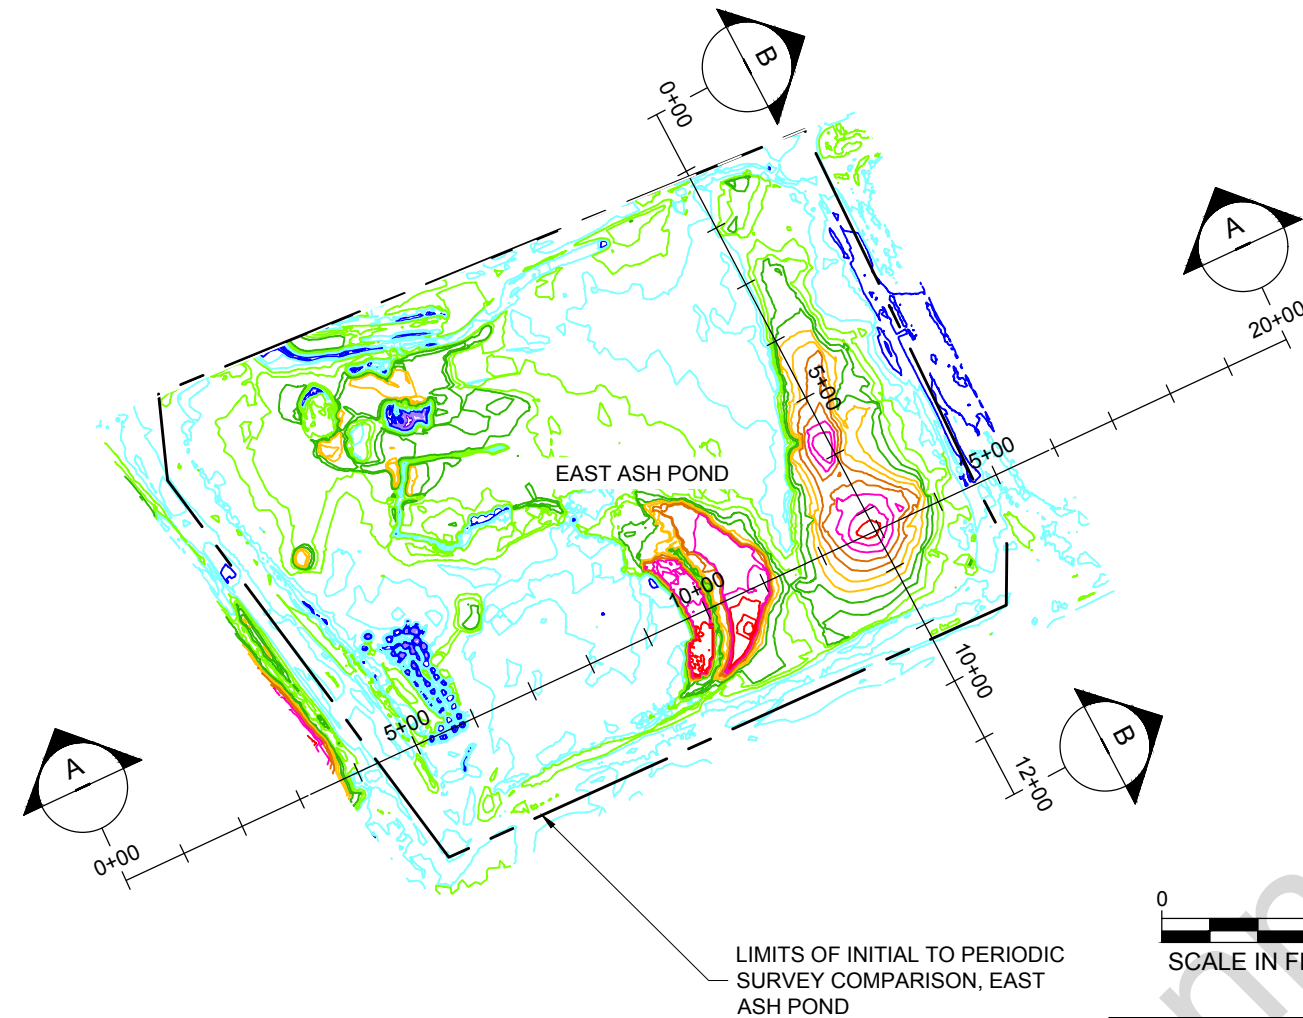 B
0+00
A
20+00
5+00
15+00
EAST ASH POND
10+00
5+00
10+00
B
A
12+00
0+00
0
LIMITS OF INITIAL TO PERIODIC
SURVEY COMPARISON, EAST
ASH POND
SCALE IN